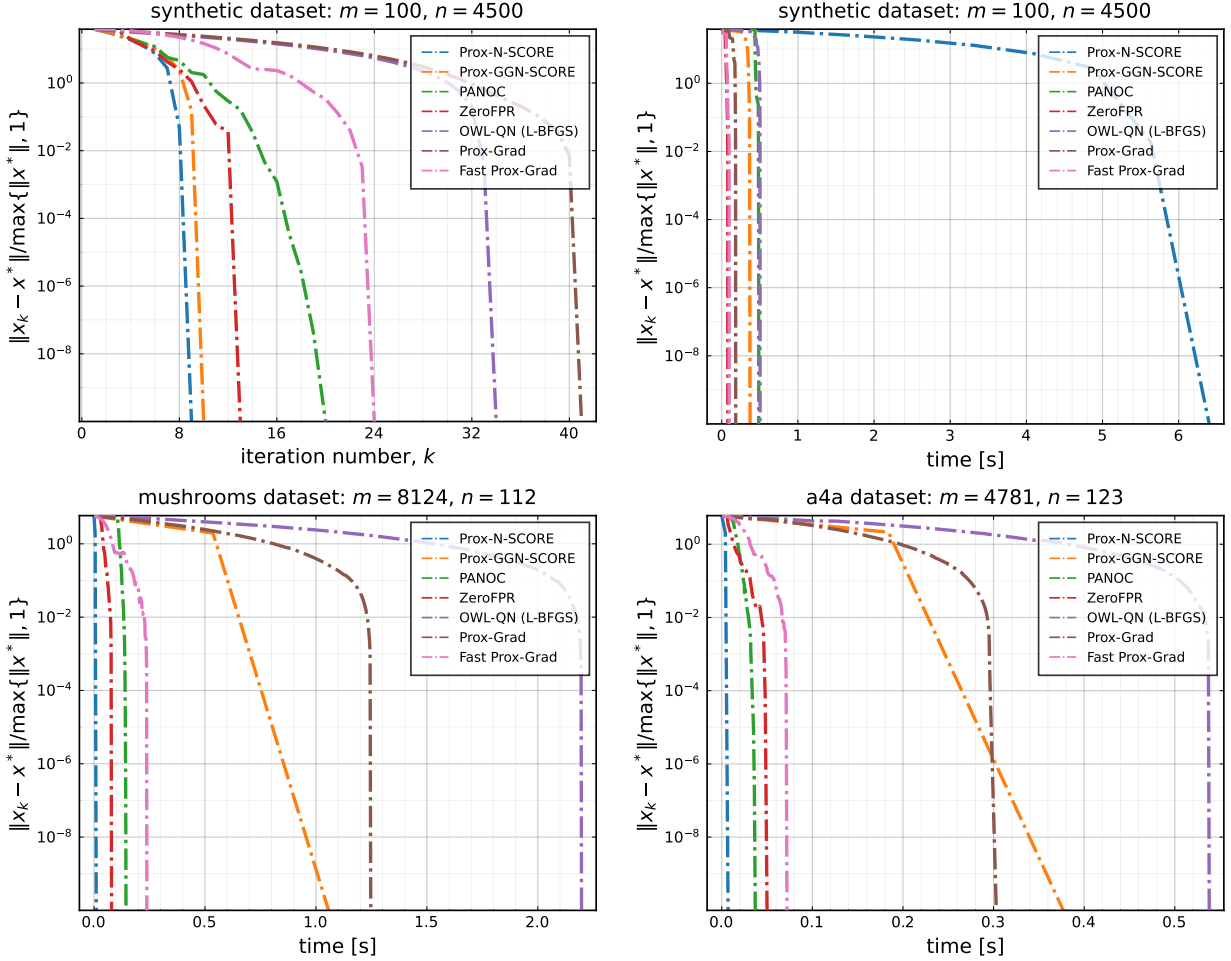 synthetic dataset: m = 100, n = 4500
‖x_k − x^*‖/max{‖x^*‖, 1}
10^0
10^−2
10^−4
10^−6
10^−8
Prox-N-SCORE
Prox-GGN-SCORE
PANOC
ZeroFPR
OWL-QN (L-BFGS)
Prox-Grad
Fast Prox-Grad
0 8 16 24 32 40
iteration number, k
synthetic dataset: m = 100, n = 4500
‖x_k − x^*‖/max{‖x^*‖, 1}
10^0
10^−2
10^−4
10^−6
10^−8
Prox-N-SCORE
Prox-GGN-SCORE
PANOC
ZeroFPR
OWL-QN (L-BFGS)
Prox-Grad
Fast Prox-Grad
0 1 2 3 4 5 6
time [s]
mushrooms dataset: m = 8124, n = 112
‖x_k − x^*‖/max{‖x^*‖, 1}
10^0
10^−2
10^−4
10^−6
10^−8
Prox-N-SCORE
Prox-GGN-SCORE
PANOC
ZeroFPR
OWL-QN (L-BFGS)
Prox-Grad
Fast Prox-Grad
0.0 0.5 1.0 1.5 2.0
time [s]
a4a dataset: m = 4781, n = 123
‖x_k − x^*‖/max{‖x^*‖, 1}
10^0
10^−2
10^−4
10^−6
10^−8
Prox-N-SCORE
Prox-GGN-SCORE
PANOC
ZeroFPR
OWL-QN (L-BFGS)
Prox-Grad
Fast Prox-Grad
0.0 0.1 0.2 0.3 0.4 0.5
time [s]